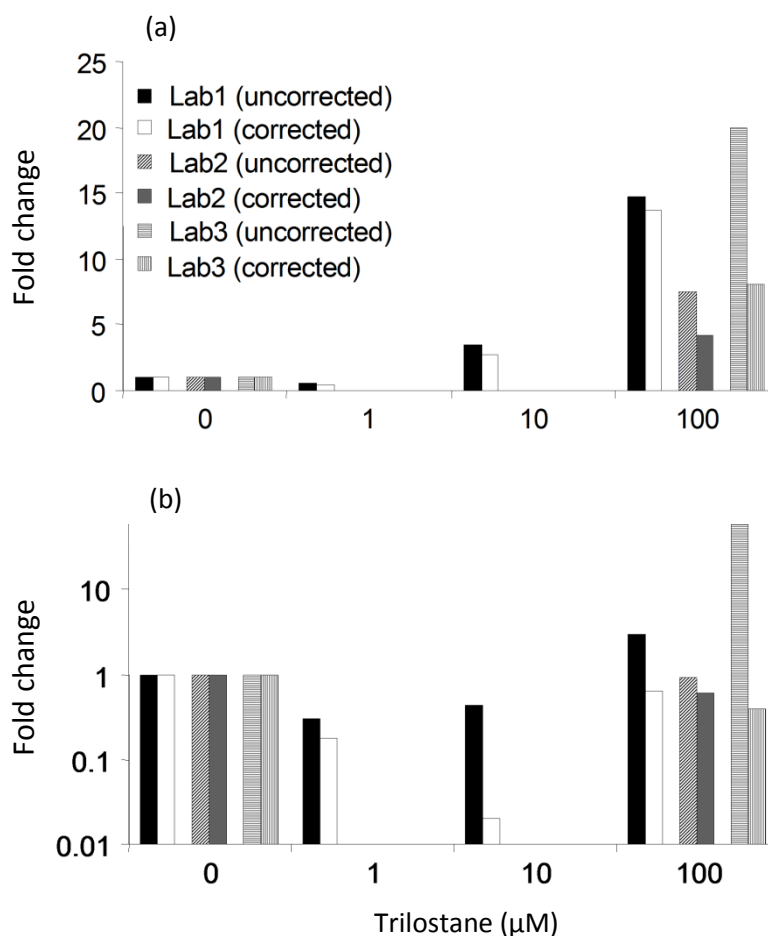 (a)
Fold change
25
20
15
10
5
0
Lab1 (uncorrected)
Lab1 (corrected)
Lab2 (uncorrected)
Lab2 (corrected)
Lab3 (uncorrected)
Lab3 (corrected)
0 1 10 100
(b)
Fold change
10
1
0.1
0.01
0 1 10 100
Trilostane (µM)